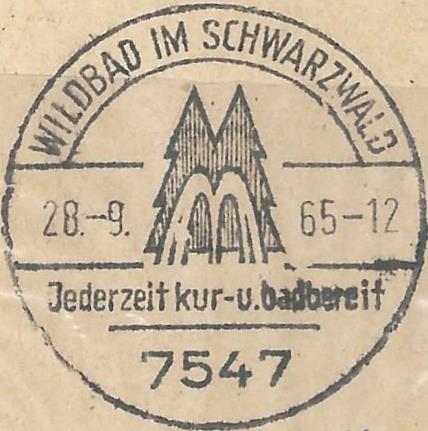 WILDBAD IM SCHWARZWALD
28.-9. 65-12
Jederzeit kur-u.badbereit
7547